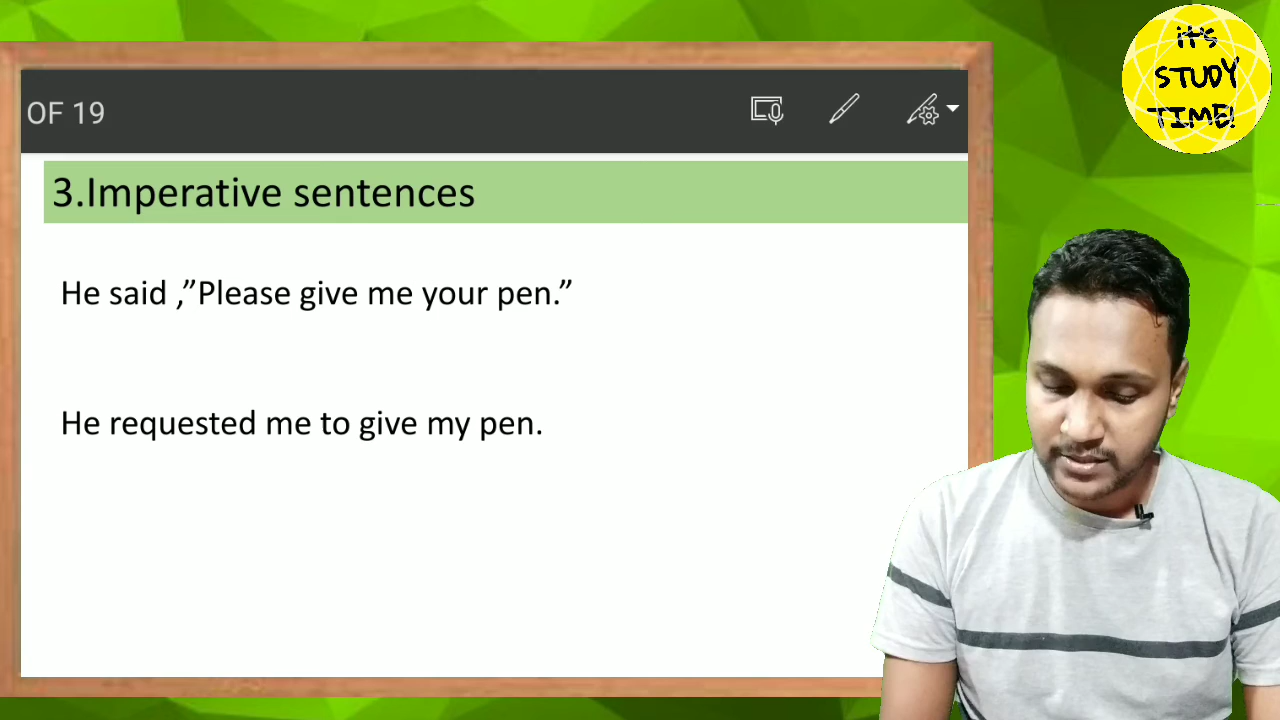 it's
STUDY
TIME!
OF 19
3.Imperative sentences
He said ,”Please give me your pen.”
He requested me to give my pen.